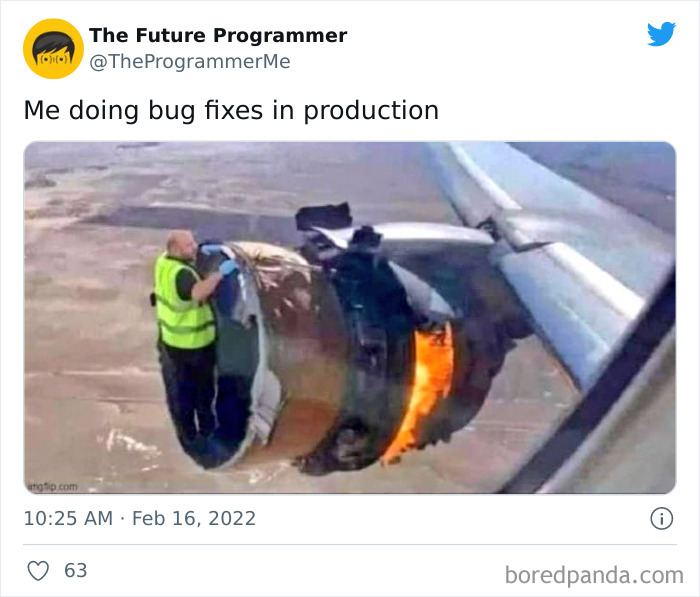 The Future Programmer
@TheProgrammerMe
Me doing bug fixes in production
imgflip.com
10:25 AM · Feb 16, 2022
63
boredpanda.com